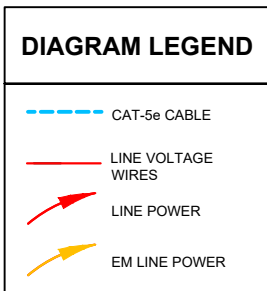 DIAGRAM LEGEND
CAT-5e CABLE
LINE VOLTAGE
WIRES
LINE POWER
EM LINE POWER